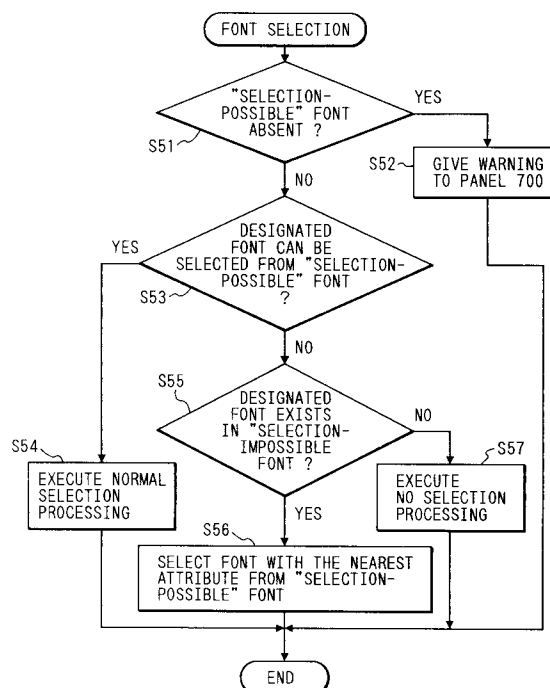 FONT SELECTION
"SELECTION-
POSSIBLE" FONT
ABSENT ?
YES
S51
S52
GIVE WARNING
TO PANEL 700
NO
DESIGNATED
FONT CAN BE
SELECTED FROM "SELECTION-
POSSIBLE" FONT
?
YES
S53
NO
S55
DESIGNATED
FONT EXISTS
IN "SELECTION-
IMPOSSIBLE
FONT ?
NO
S54
EXECUTE NORMAL
SELECTION
PROCESSING
S57
EXECUTE
NO SELECTION
PROCESSING
YES
S56
SELECT FONT WITH THE NEAREST
ATTRIBUTE FROM "SELECTION-
POSSIBLE" FONT
END